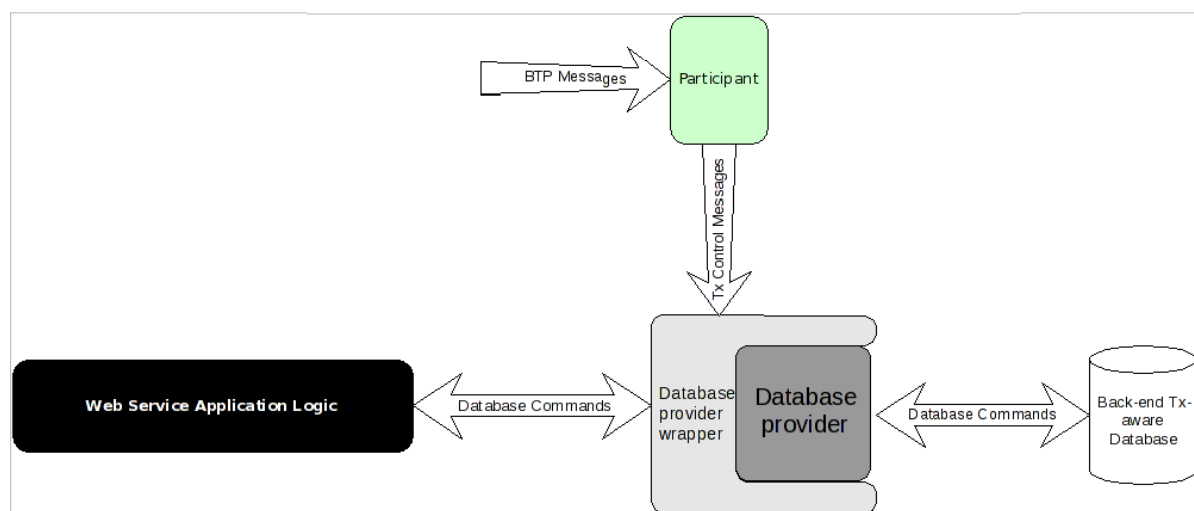 BTP Messages
Participant
Tx Control Messages
Web Service Application Logic
Database Commands
Database
provider
wrapper
Database
provider
Database Commands
Back-end Tx-
aware
Database